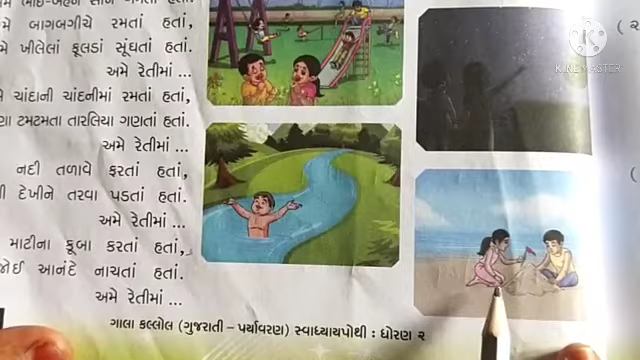 બાગબગીચે રમતાં હતાં,
ખીલેલાં ફૂલડાં સૂંઘતાં હતાં.
અમે રેતીમાં ...
ચાંદાની ચાંદનીમાં રમતાં હતાં,
ટમટમતા તારલિયા ગણતાં હતાં.
અમે રેતીમાં ...
નદી તળાવે ફરતાં હતાં,
દેખીને તરવા પડતાં હતાં.
અમે રેતીમાં ...
માટીના કૂબા કરતાં હતાં,
જોઈ આનંદે નાચતાં હતાં.
અમે રેતીમાં ...
ગાલા કલ્લોલ (ગુજરાતી - પર્યાવરણ) સ્વાધ્યાયપોથી : ધોરણ ૨
KINEMASTER
(૨